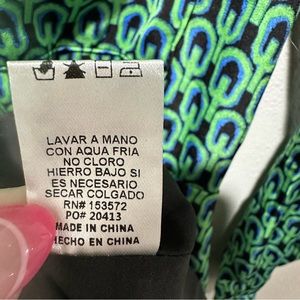 LAVAR A MANO
CON AQUA FRIA
NO CLORO
HIERRO BAJO SI
ES NECESARIO
SECAR COLGADO
RN# 153572
PO# 20413
MADE IN CHINA
HECHO EN CHINA